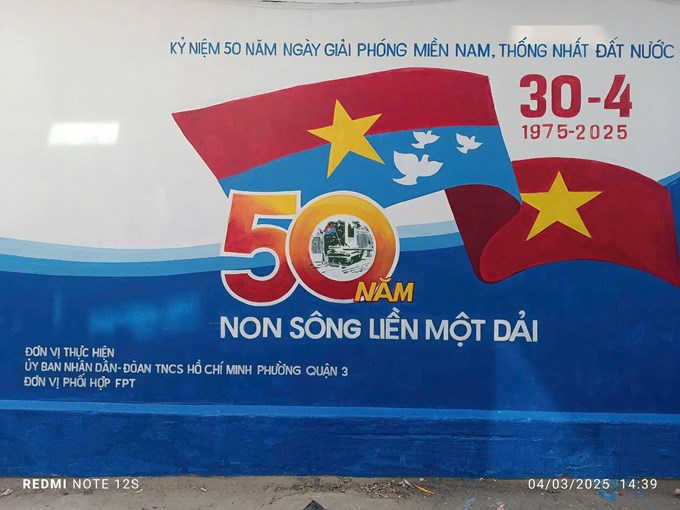 KỶ NIỆM 50 NĂM NGÀY GIẢI PHÓNG MIỀN NAM, THỐNG NHẤT ĐẤT NƯỚC
30-4
1975-2025
50
NĂM
NON SÔNG LIỀN MỘT DẢI
ĐƠN VỊ THỰC HIỆN
ỦY BAN NHÂN DÂN-ĐOÀN TNCS HỒ CHÍ MINH PHƯỜNG QUẬN 3
ĐƠN VỊ PHỐI HỢP FPT
REDMI NOTE 12S
04/03/2025 14:39